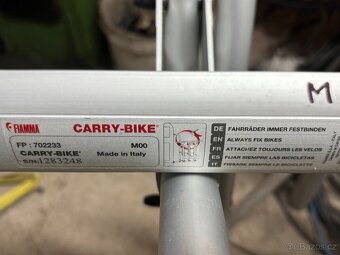 M
FIAMMA CARRY-BIKE®
FP : 702233 M00
CARRY-BIKE® Made in Italy
S/N. 1283248
DE FAHRRÄDER IMMER FESTBINDEN
EN ALWAYS FIX BIKES
FR ATTACHEZ TOUJOURS LES VELOS
ES FIJAR SIEMPRE LAS BICICLETAS
IT FISSARE SEMPRE LE BICICLETTE